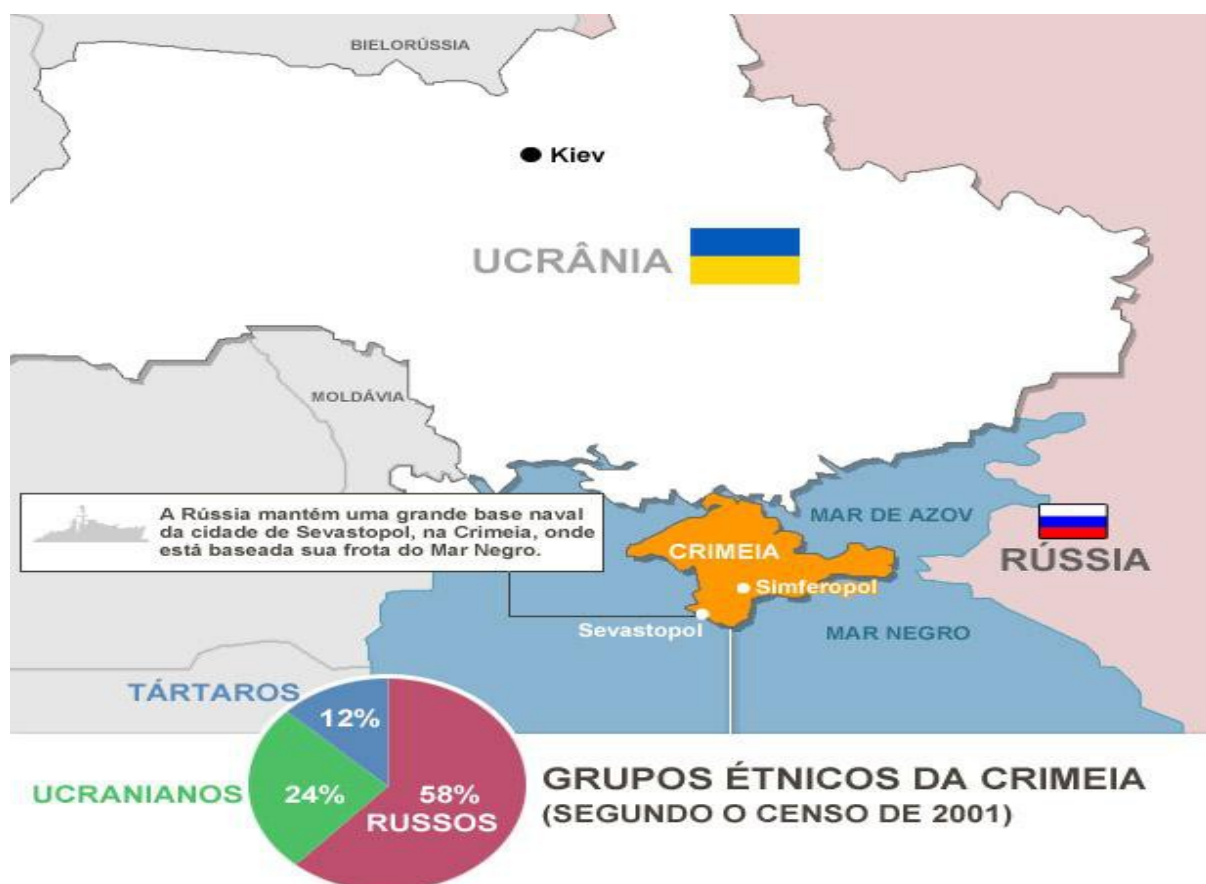 BIELORÚSSIA
Kiev
UCRÂNIA
MOLDÁVIA
A Rússia mantém uma grande base naval
da cidade de Sevastopol, na Crimeia, onde
está baseada sua frota do Mar Negro.
MAR DE AZOV
CRIMEIA
RÚSSIA
Simferopol
Sevastopol
MAR NEGRO
TÁRTAROS
12%
UCRANIANOS
24%
58%
RUSSOS
GRUPOS ÉTNICOS DA CRIMEIA
(SEGUNDO O CENSO DE 2001)